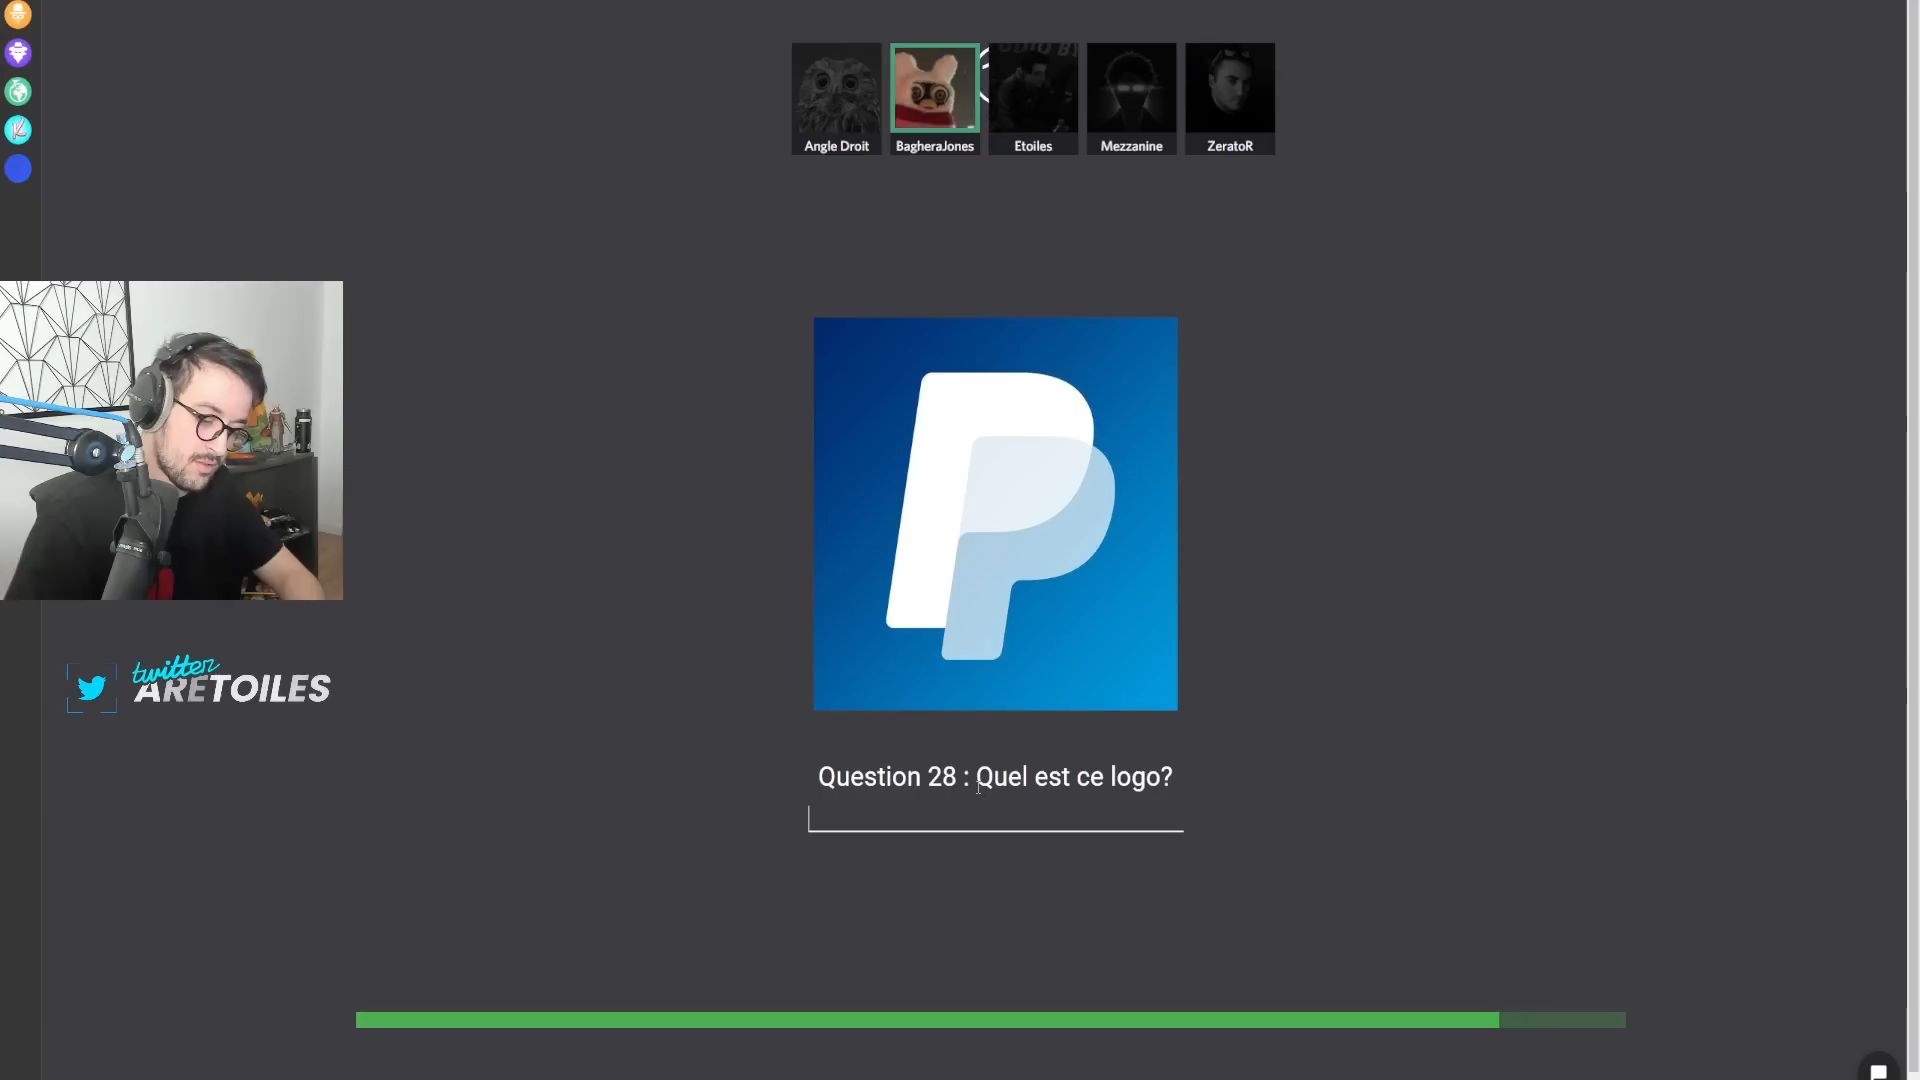 Angle Droit
BagheraJones
Etoiles
Mezzanine
ZeratoR
twitter
ARETOILES
Question 28 : Quel est ce logo?